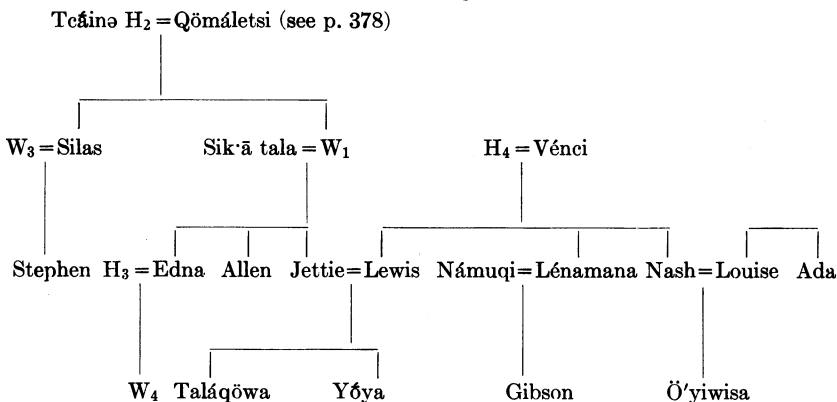 Tcǻinə H₂=Qömáletsi (see p. 378)
W₃=Silas Sik·ā tala=W₁ H₄=Vénci
Stephen H₃=Edna Allen Jettie=Lewis Námuqi=Lénamana Nash=Louise Ada
W₄ Taláqöwa Yṓya Gibson Ö'yiwisa